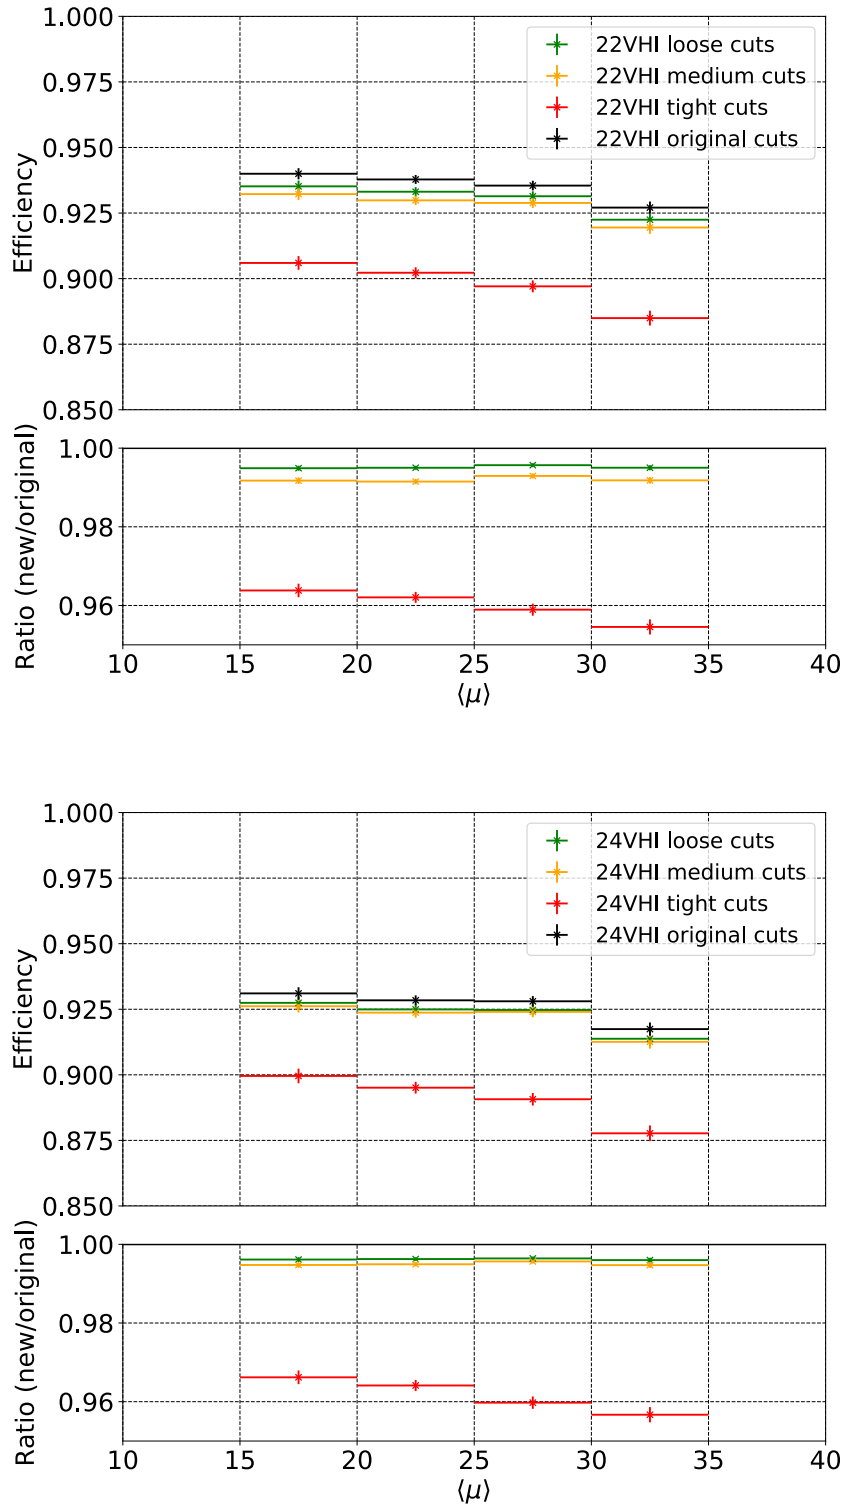 1.000
0.975
0.950
0.925
0.900
0.875
0.850
Efficiency
22VHI loose cuts
22VHI medium cuts
22VHI tight cuts
22VHI original cuts
1.00
0.98
0.96
Ratio (new/original)
10 15 20 25 30 35 40
⟨μ⟩
1.000
0.975
0.950
0.925
0.900
0.875
0.850
Efficiency
24VHI loose cuts
24VHI medium cuts
24VHI tight cuts
24VHI original cuts
1.00
0.98
0.96
Ratio (new/original)
10 15 20 25 30 35 40
⟨μ⟩